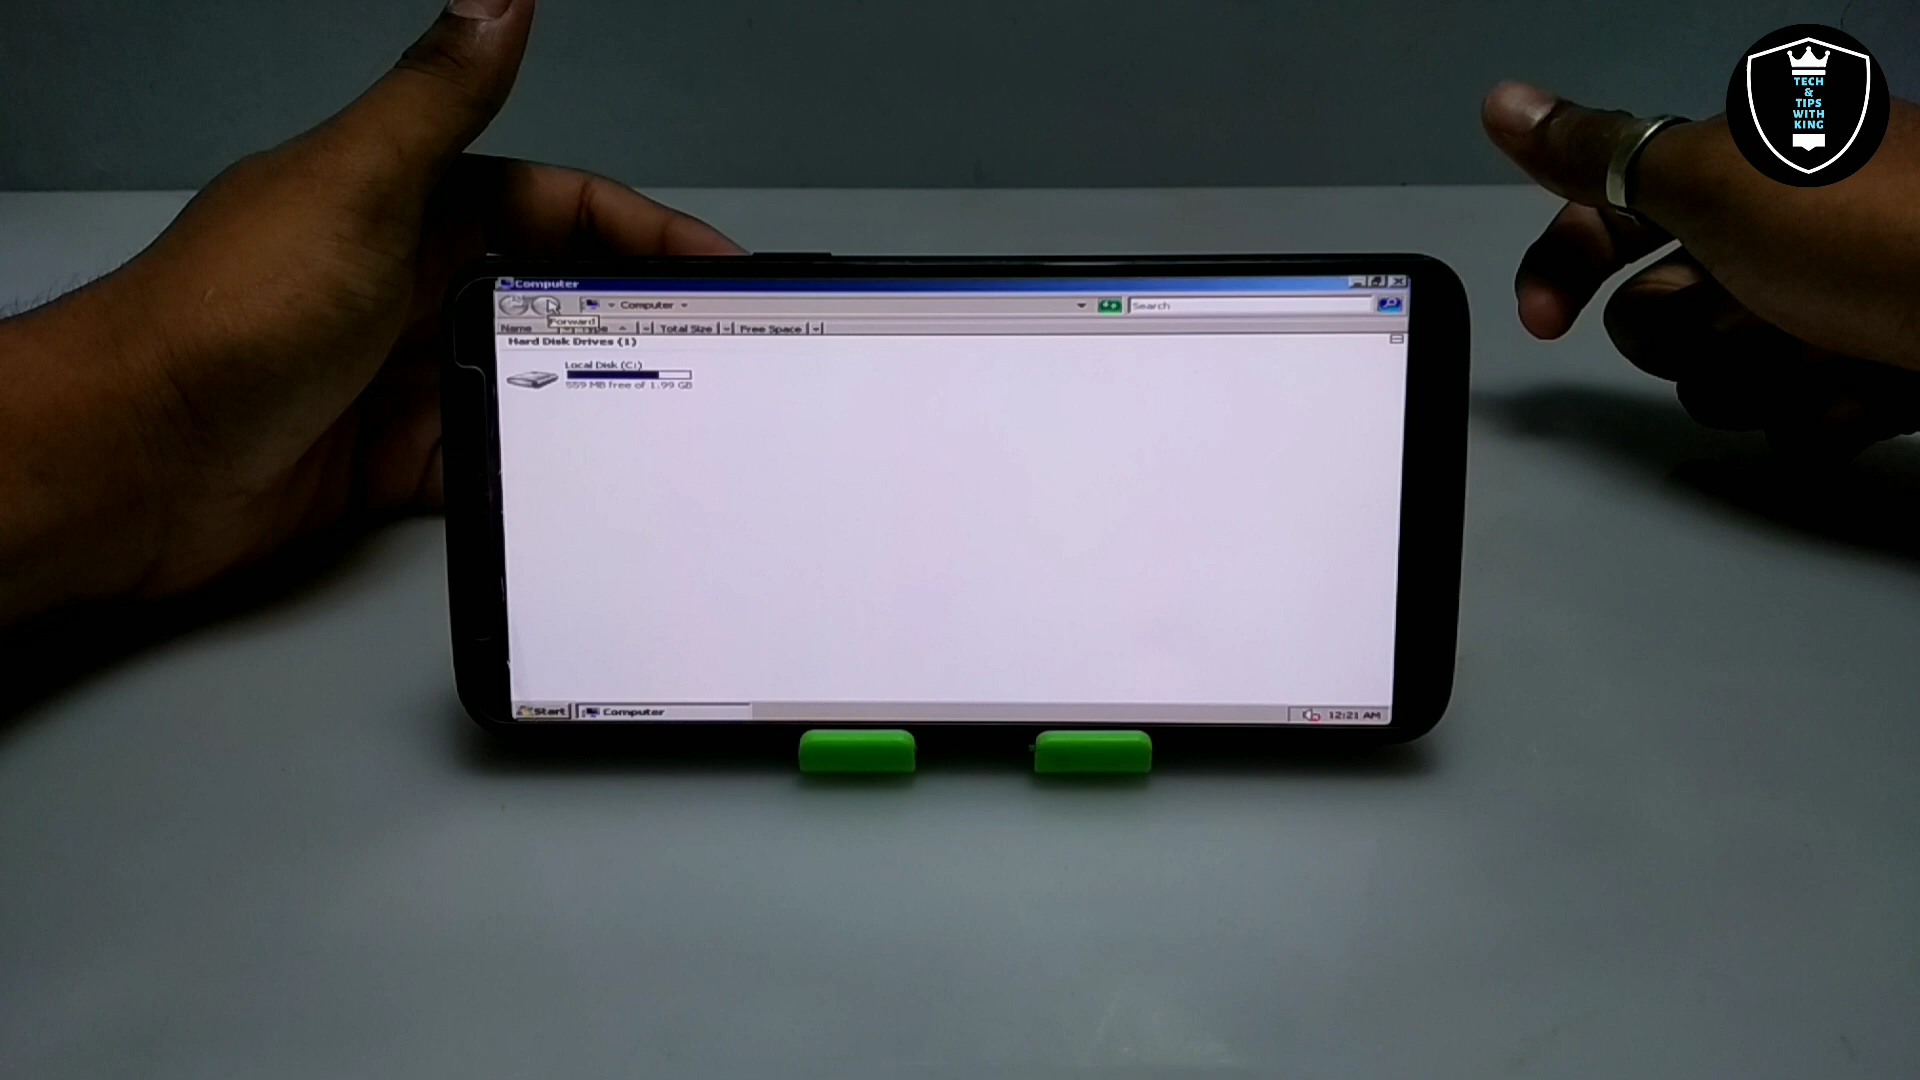 TECH
&
TIPS
WITH
KING
Computer
Computer
Search
Forward
Name Type Total Size Free Space
Hard Disk Drives (1)
Local Disk (C:)
559 MB free of 1.99 GB
Start Computer 12:21 AM